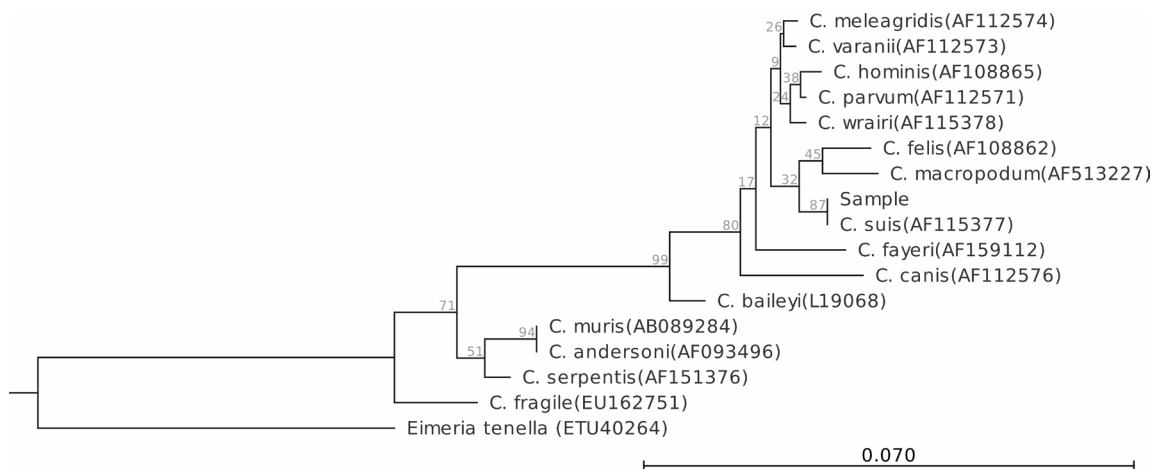 26
C. meleagridis(AF112574)
C. varanii(AF112573)
9
38
C. hominis(AF108865)
24
C. parvum(AF112571)
12
C. wrairi(AF115378)
45
C. felis(AF108862)
C. macropodum(AF513227)
17
32
Sample
87
C. suis(AF115377)
80
C. fayeri(AF159112)
99
C. canis(AF112576)
C. baileyi(L19068)
71
C. muris(AB089284)
94
C. andersoni(AF093496)
51
C. serpentis(AF151376)
C. fragile(EU162751)
Eimeria tenella (ETU40264)
0.070